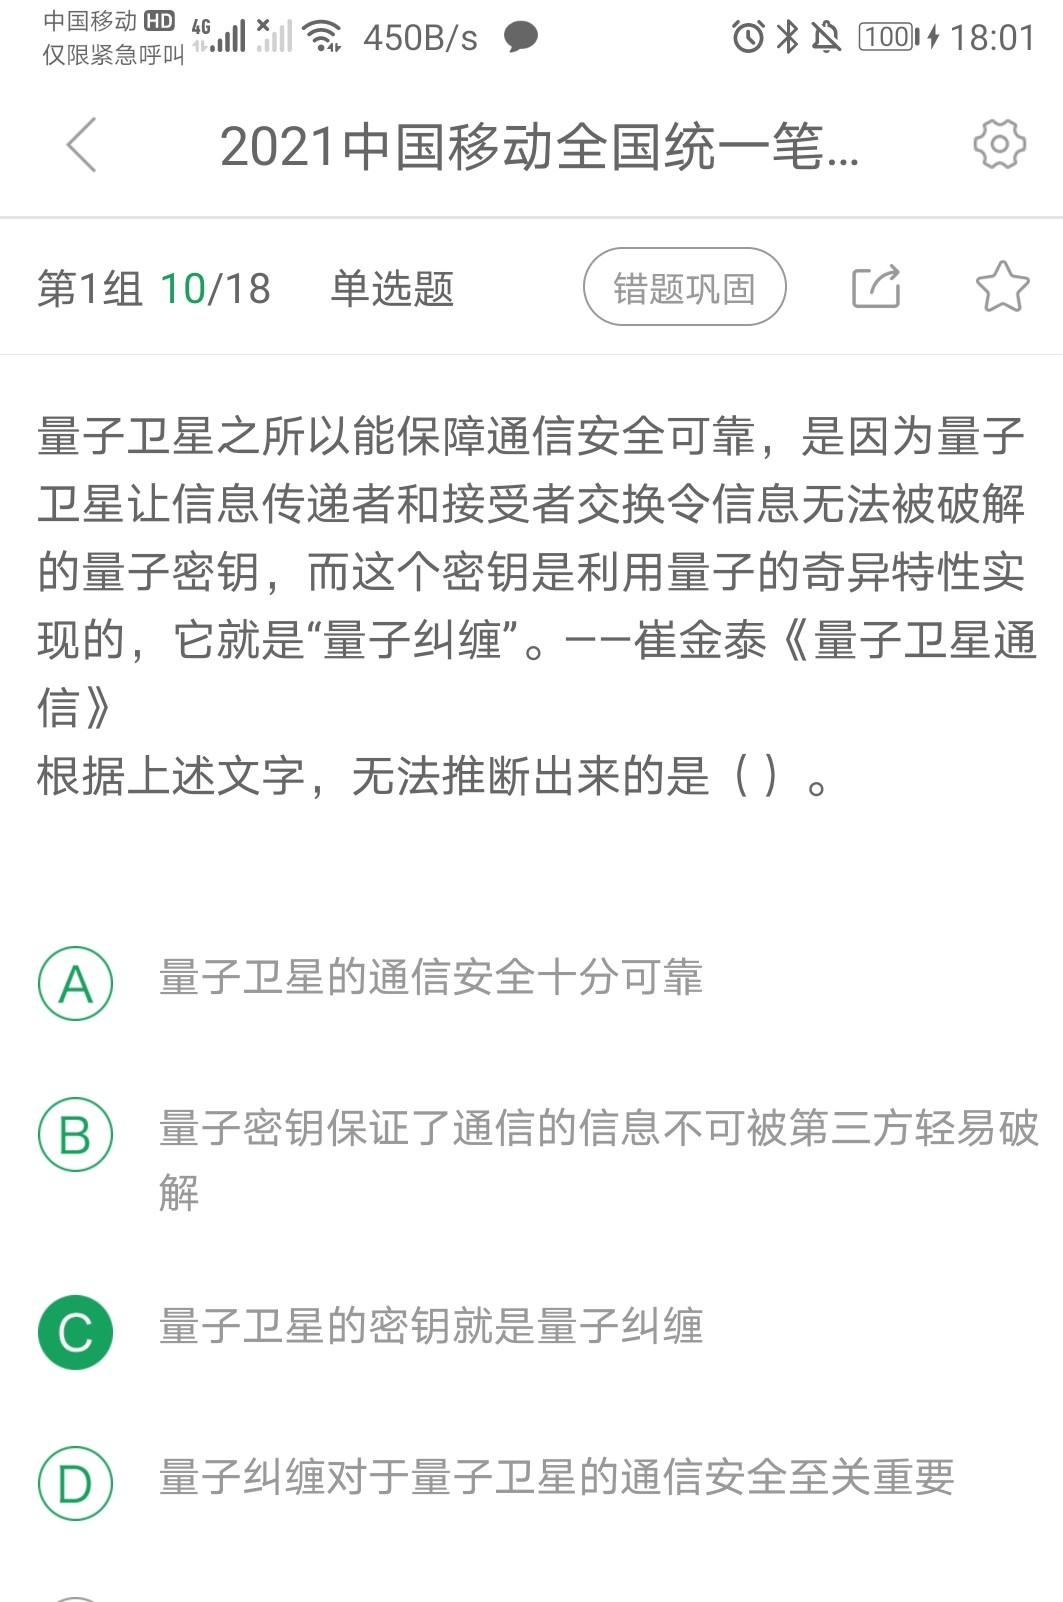 中国移动 HD 4G 450B/s 100 18:01
仅限紧急呼叫
2021中国移动全国统一笔...
第1组 10/18 单选题 错题巩固
量子卫星之所以能保障通信安全可靠，是因为量子
卫星让信息传递者和接受者交换令信息无法被破解
的量子密钥，而这个密钥是利用量子的奇异特性实
现的，它就是“量子纠缠”。——崔金泰《量子卫星通
信》
根据上述文字，无法推断出来的是（）。
A 量子卫星的通信安全十分可靠
B 量子密钥保证了通信的信息不可被第三方轻易破
解
C 量子卫星的密钥就是量子纠缠
D 量子纠缠对于量子卫星的通信安全至关重要